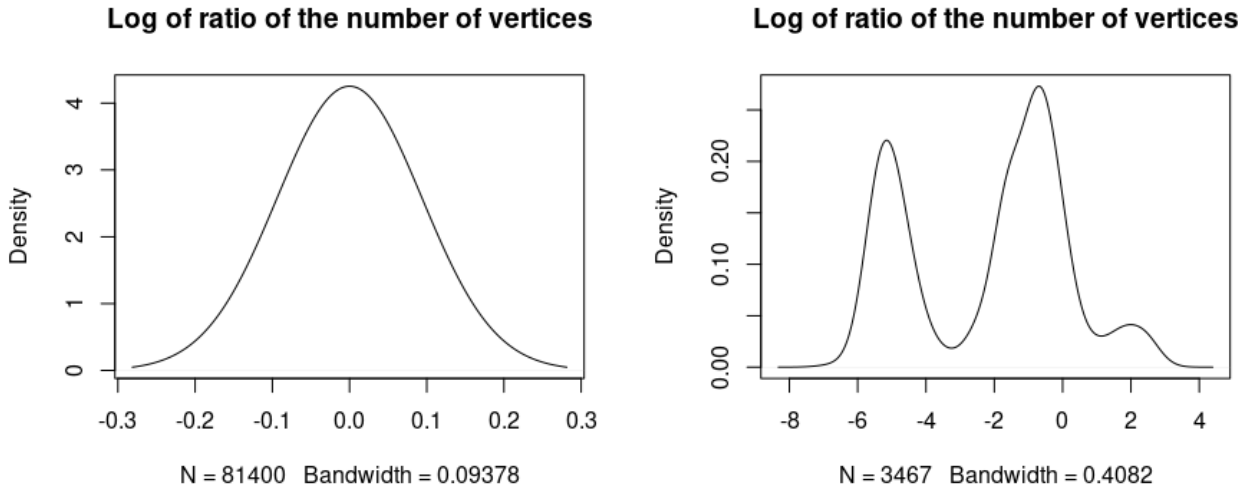 Log of ratio of the number of vertices
Density
0 1 2 3 4
-0.3 -0.2 -0.1 0.0 0.1 0.2 0.3
N = 81400 Bandwidth = 0.09378
Log of ratio of the number of vertices
Density
0.00 0.10 0.20
-8 -6 -4 -2 0 2 4
N = 3467 Bandwidth = 0.4082